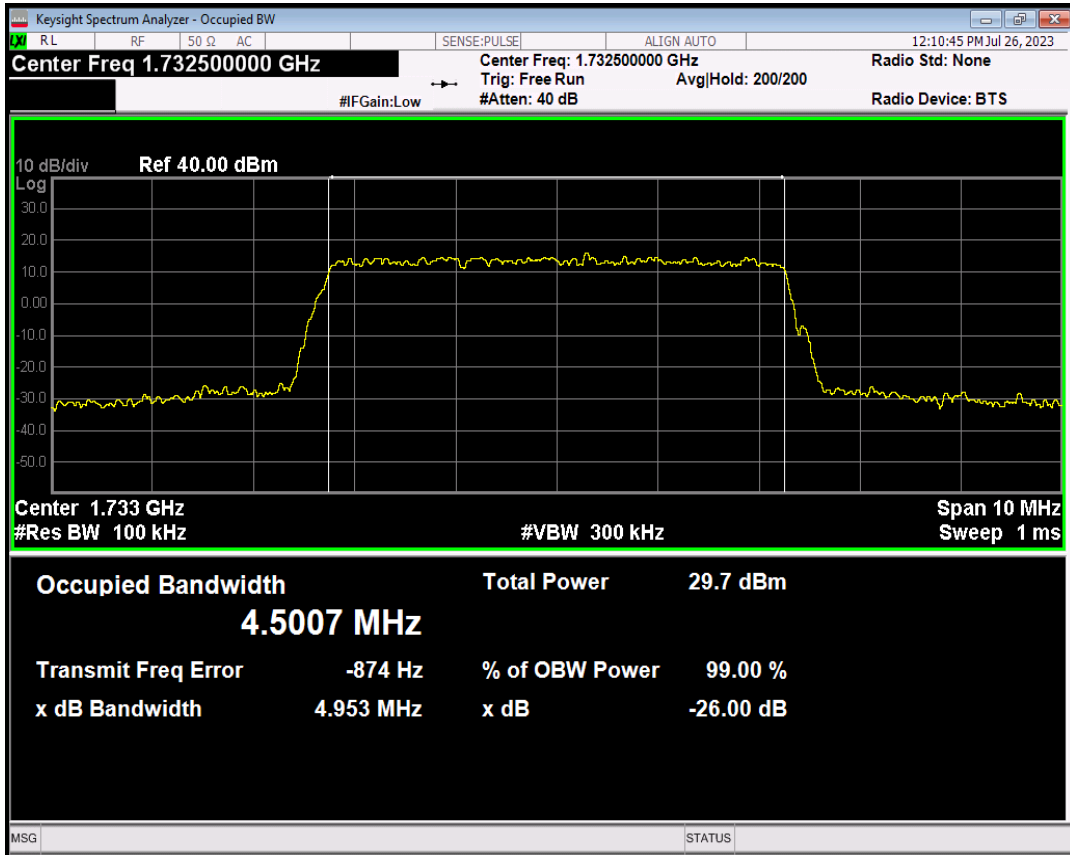 Keysight Spectrum Analyzer - Occupied BW
LXI RL RF 50 Ω AC SENSE:PULSE ALIGN AUTO 12:10:45 PM Jul 26, 2023
Center Freq 1.732500000 GHz Center Freq: 1.732500000 GHz Radio Std: None
Trig: Free Run Avg|Hold: 200/200
#IFGain:Low #Atten: 40 dB Radio Device: BTS
10 dB/div Ref 40.00 dBm
Log
30.0
20.0
10.0
0.00
-10.0
-20.0
-30.0
-40.0
-50.0
Center 1.733 GHz Span 10 MHz
#Res BW 100 kHz #VBW 300 kHz Sweep 1 ms
Occupied Bandwidth Total Power 29.7 dBm
4.5007 MHz
Transmit Freq Error -874 Hz % of OBW Power 99.00 %
x dB Bandwidth 4.953 MHz x dB -26.00 dB
MSG STATUS